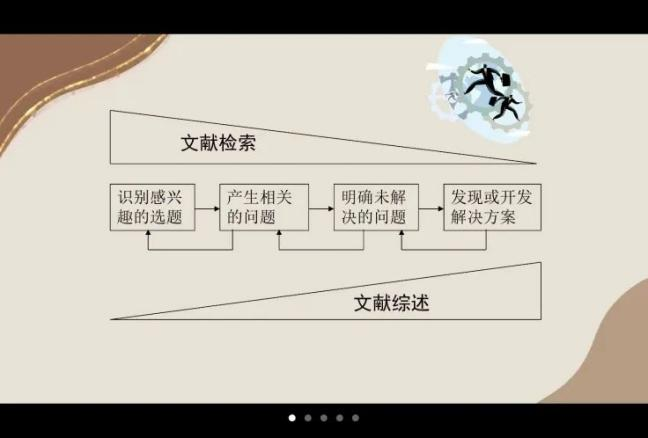 文献检索
识别感兴
趣的选题
产生相关
的问题
明确未解
决的问题
发现或开发
解决方案
文献综述